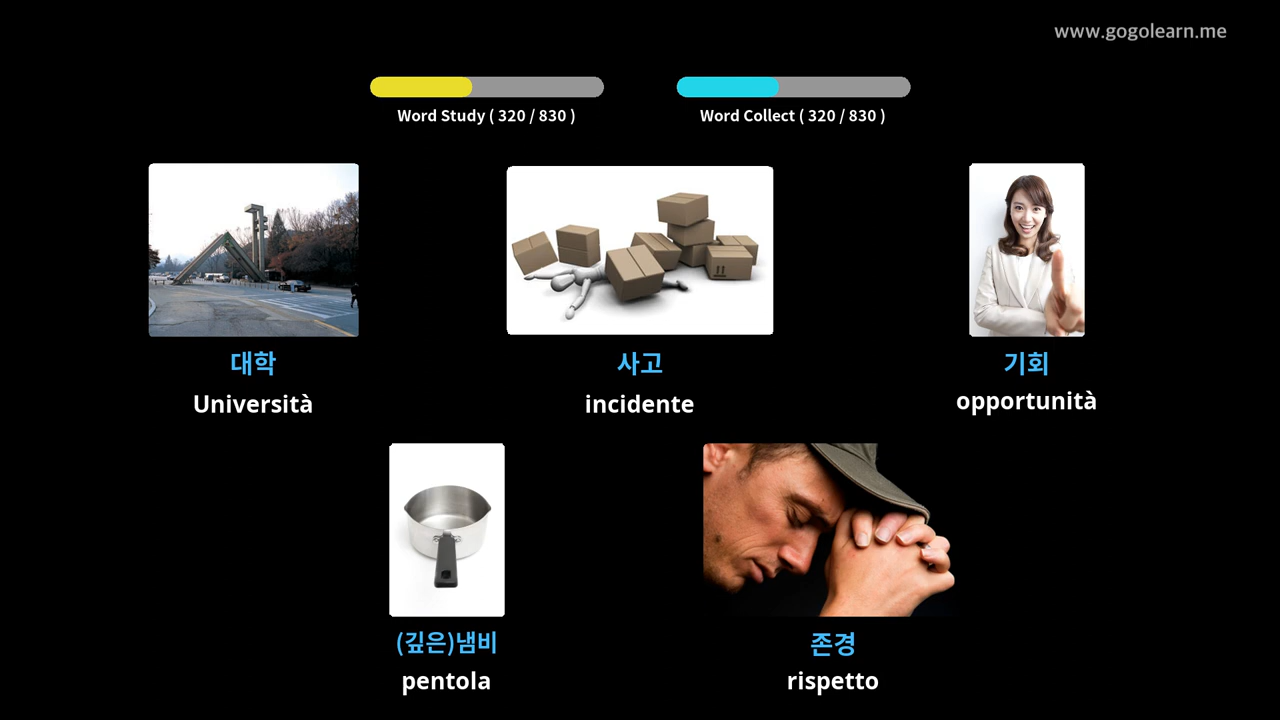 www.gogolearn.me
Word Study ( 320 / 830 )
Word Collect ( 320 / 830 )
대학
사고
기회
Università
incidente
opportunità
(깊은)냄비
존경
pentola
rispetto